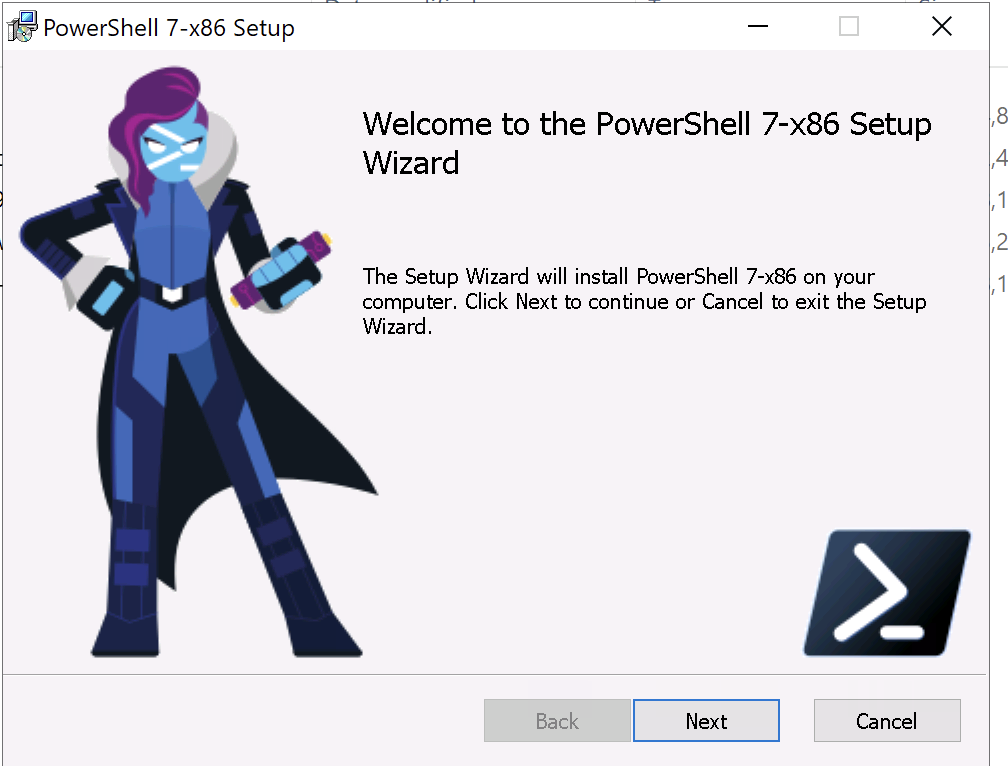 PowerShell 7-x86 Setup
Welcome to the PowerShell 7-x86 Setup
Wizard
The Setup Wizard will install PowerShell 7-x86 on your
computer. Click Next to continue or Cancel to exit the Setup
Wizard.
Back
Next
Cancel
,8
,4
,1
,2
,1